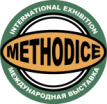 INTERNATIONAL EXHIBITION
METHODICE
МЕЖДУНАРОДНАЯ ВЫСТАВКА